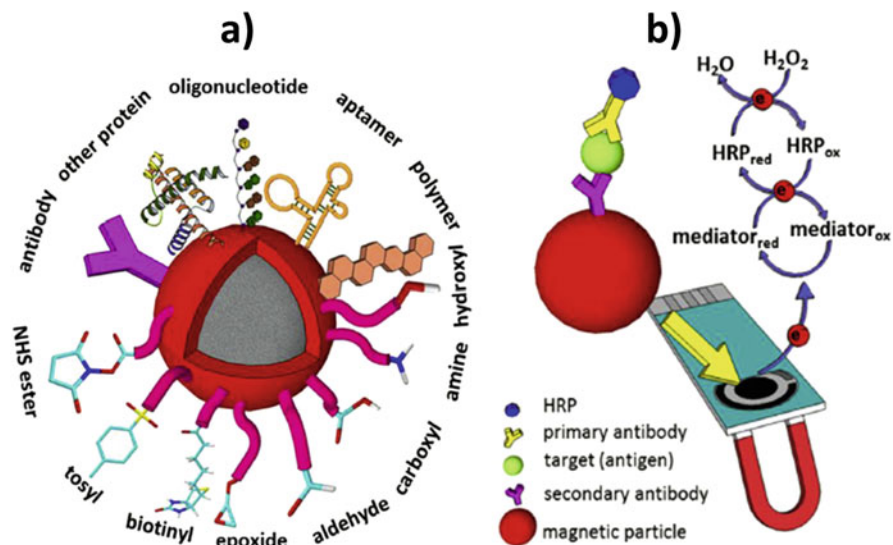 a)
oligonucleotide
aptamer
polymer
hydroxyl
amine
carboxyl
aldehyde
epoxide
biotinyl
tosyl
NHS ester
antibody
other protein
b)
H2O
H2O2
e
HRPred
HRPox
e
mediatorred
mediatorox
e
HRP
primary antibody
target (antigen)
secondary antibody
magnetic particle